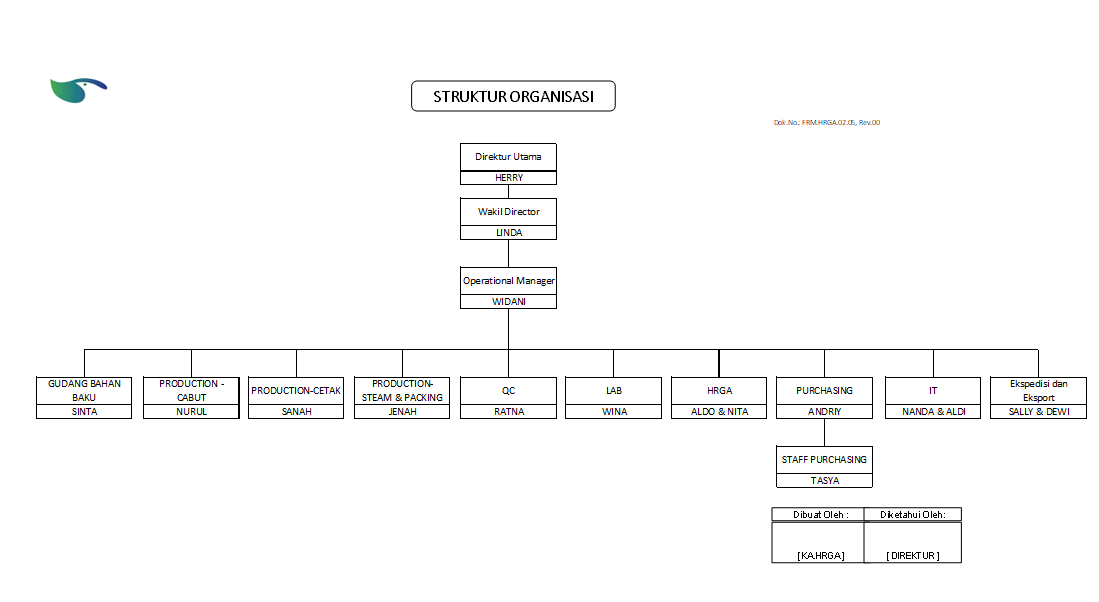 STRUKTUR ORGANISASI
Dok.No.: FRM.HRGA.02.05, Rev.00
Direktur Utama
HERRY
Wakil Director
LINDA
Operational Manager
WIDANI
GUDANG BAHAN
BAKU
SINTA
PRODUCTION -
CABUT
NURUL
PRODUCTION-CETAK
SANAH
PRODUCTION-
STEAM & PACKING
JENAH
QC
RATNA
LAB
WINA
HRGA
ALDO & NITA
PURCHASING
ANDRIY
IT
NANDA & ALDI
Ekspedisi dan
Eksport
SALLY & DEWI
STAFF PURCHASING
TASYA
Dibuat Oleh :
Diketahui Oleh:
[KA.HRGA]
[ DIREKTUR ]